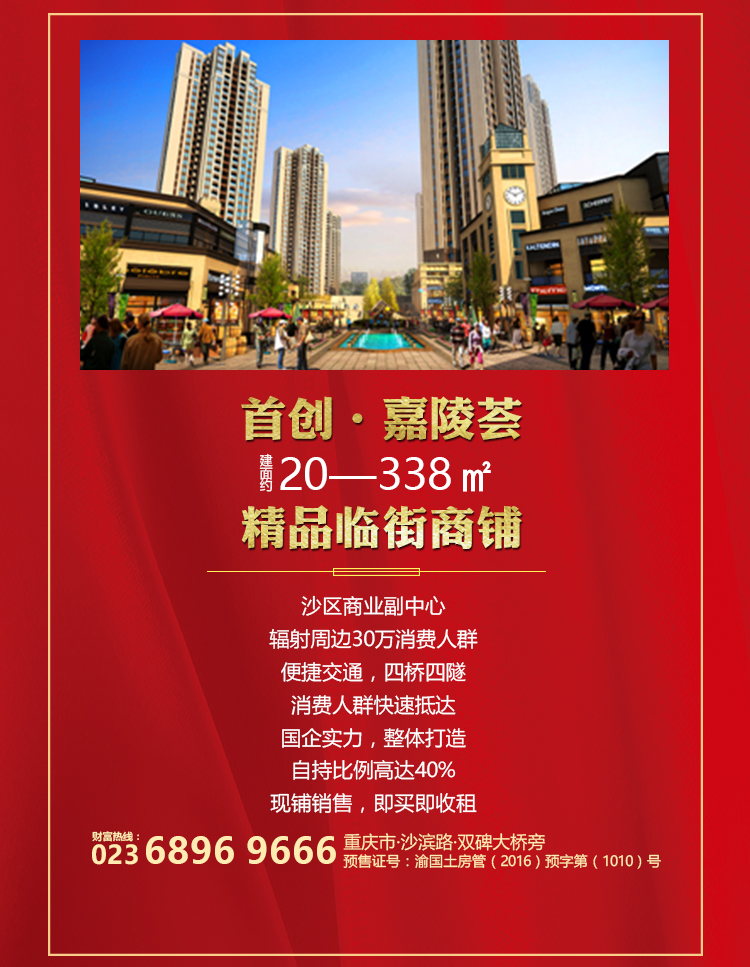 GUESS
SCHERRER
KALTENDIN
首创·嘉陵荟
建面约20—338㎡
精品临街商铺
沙区商业副中心
辐射周边30万消费人群
便捷交通，四桥四隧
消费人群快速抵达
国企实力，整体打造
自持比例高达40%
现铺销售，即买即收租
财富热线：
023 6896 9666
重庆市·沙滨路·双碑大桥旁
预售证号：渝国土房管（2016）预字第（1010）号